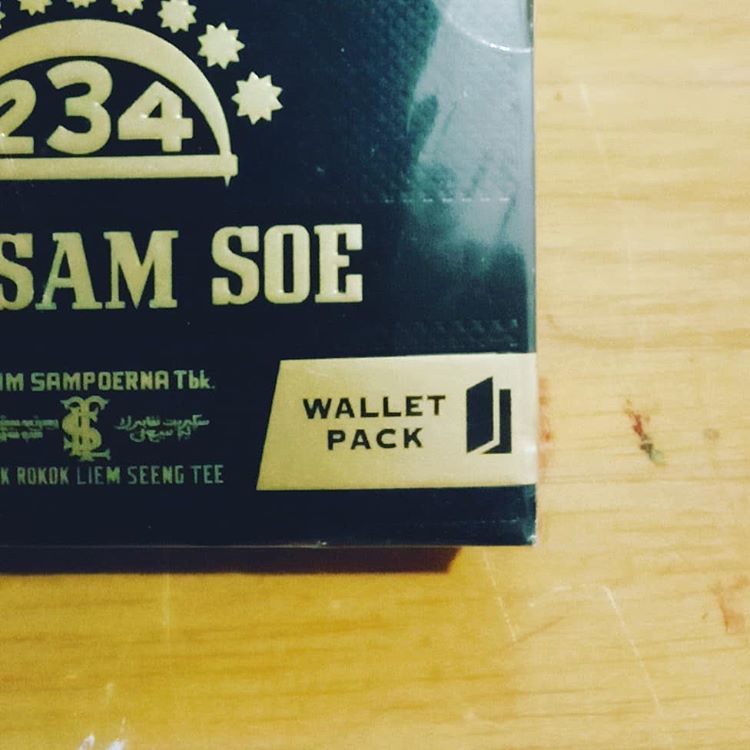 234
SAM SOE
M SAMPOERNA Tbk.
K ROKOK LIEM SEENG TEE
WALLET
PACK